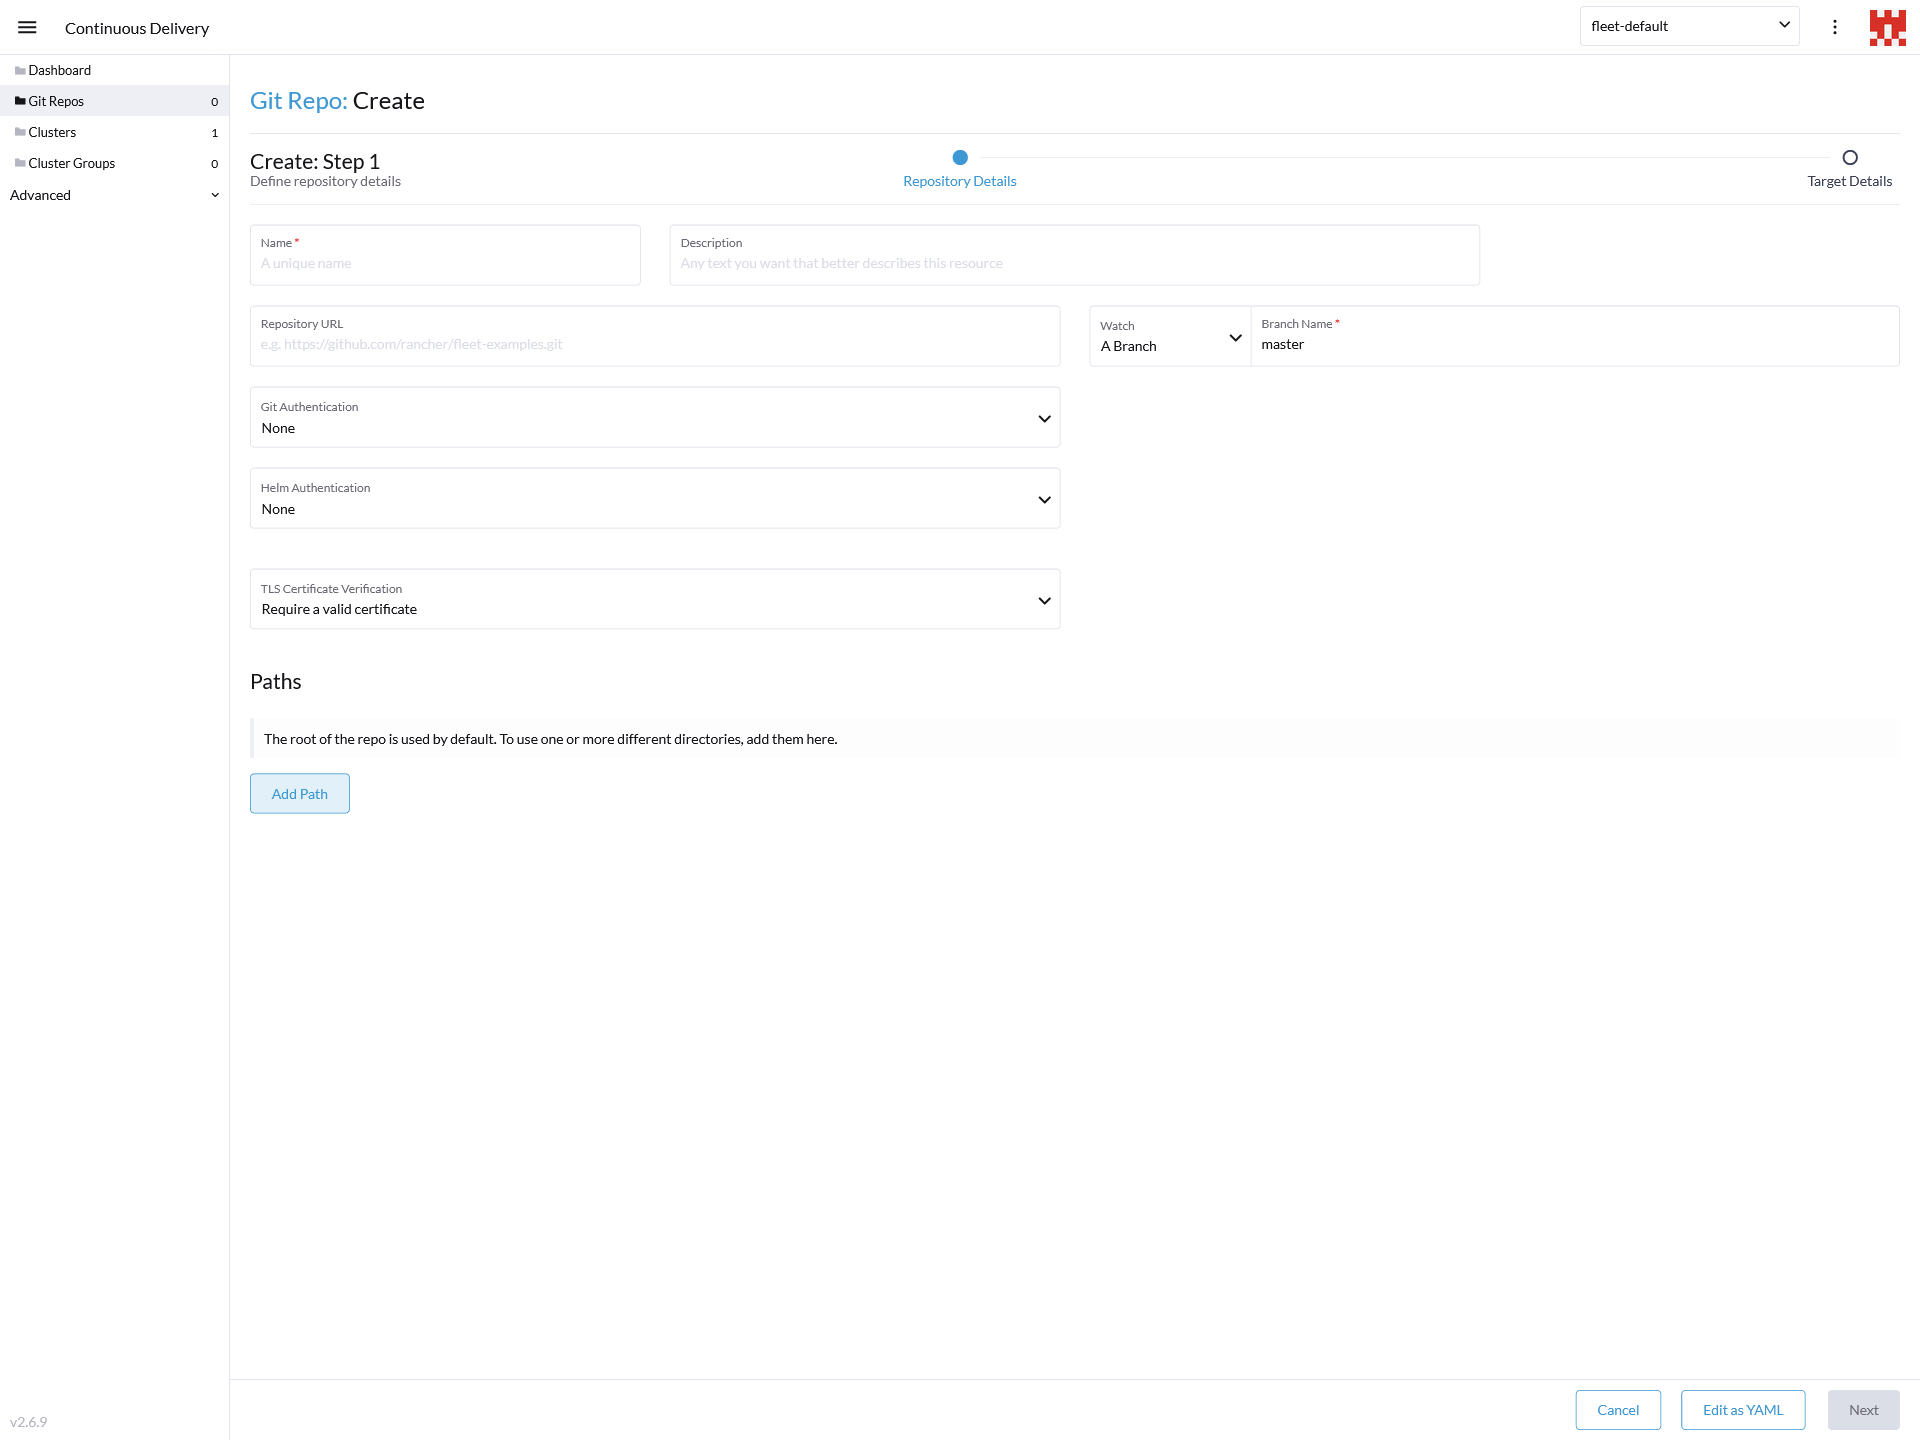 Continuous Delivery
fleet-default
Dashboard
Git Repos 0
Clusters 1
Cluster Groups 0
Advanced
Git Repo: Create
Create: Step 1
Define repository details
Repository Details
Target Details
Name *
A unique name
Description
Any text you want that better describes this resource
Repository URL
e.g. https://github.com/rancher/fleet-examples.git
Watch
A Branch
Branch Name *
master
Git Authentication
None
Helm Authentication
None
TLS Certificate Verification
Require a valid certificate
Paths
The root of the repo is used by default. To use one or more different directories, add them here.
Add Path
v2.6.9
Cancel
Edit as YAML
Next